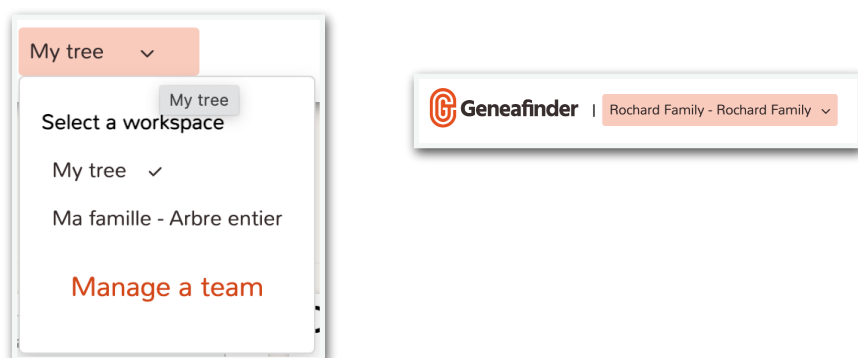 My tree
My tree
Select a workspace
My tree
Ma famille - Arbre entier
Manage a team
Geneafinder | Rochard Family - Rochard Family